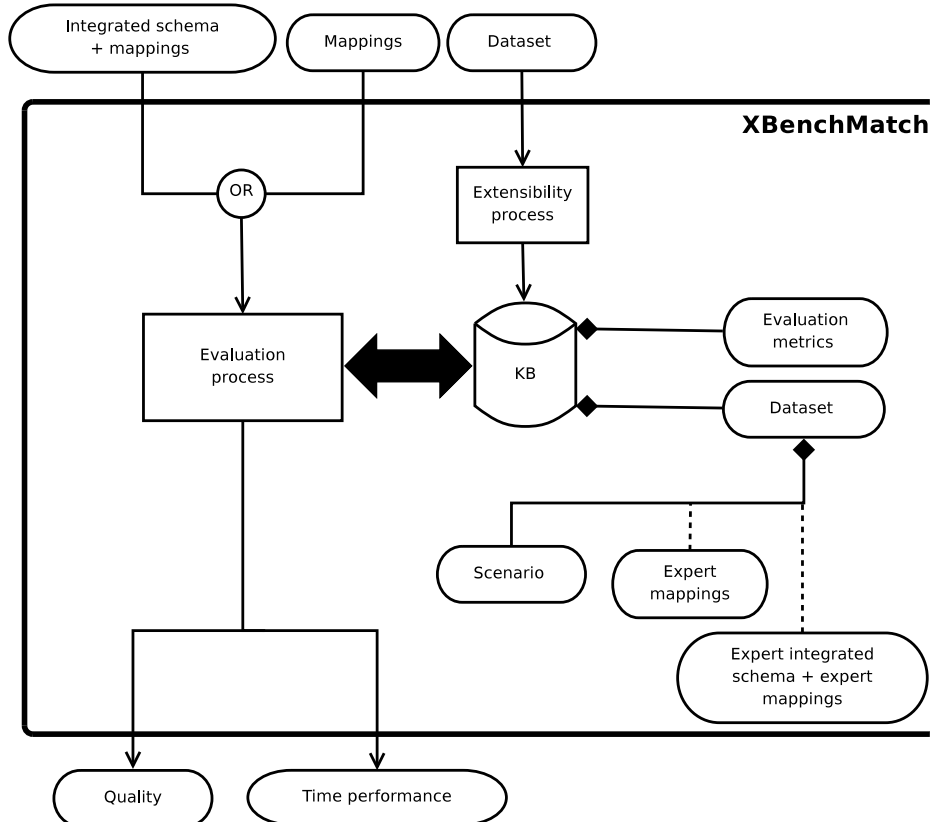 Integrated schema
+ mappings
Mappings
Dataset
XBenchMatch
OR
Extensibility
process
Evaluation
process
KB
Evaluation
metrics
Dataset
Scenario
Expert
mappings
Expert integrated
schema + expert
mappings
Quality
Time performance